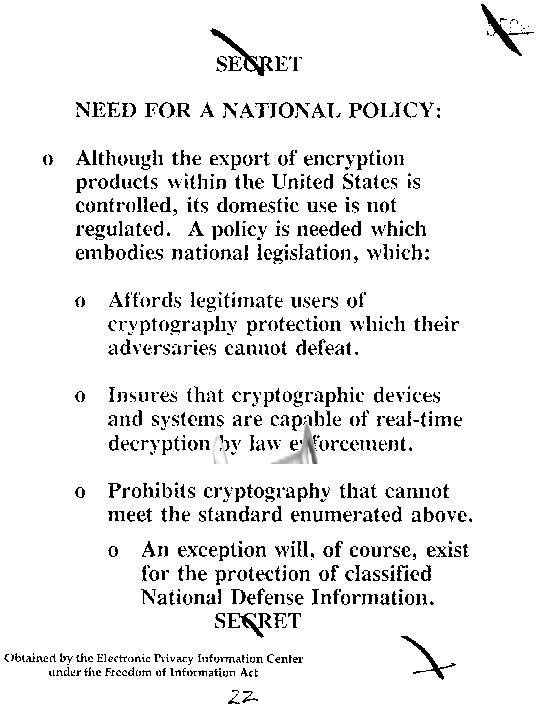 SECRET
NEED FOR A NATIONAL POLICY:
o Although the export of encryption
products within the United States is
controlled, its domestic use is not
regulated. A policy is needed which
embodies national legislation, which:
o Affords legitimate users of
cryptography protection which their
adversaries cannot defeat.
o Insures that cryptographic devices
and systems are capable of real-time
decryption by law enforcement.
o Prohibits cryptography that cannot
meet the standard enumerated above.
o An exception will, of course, exist
for the protection of classified
National Defense Information.
SECRET
Obtained by the Electronic Privacy Information Center
under the Freedom of Information Act
22